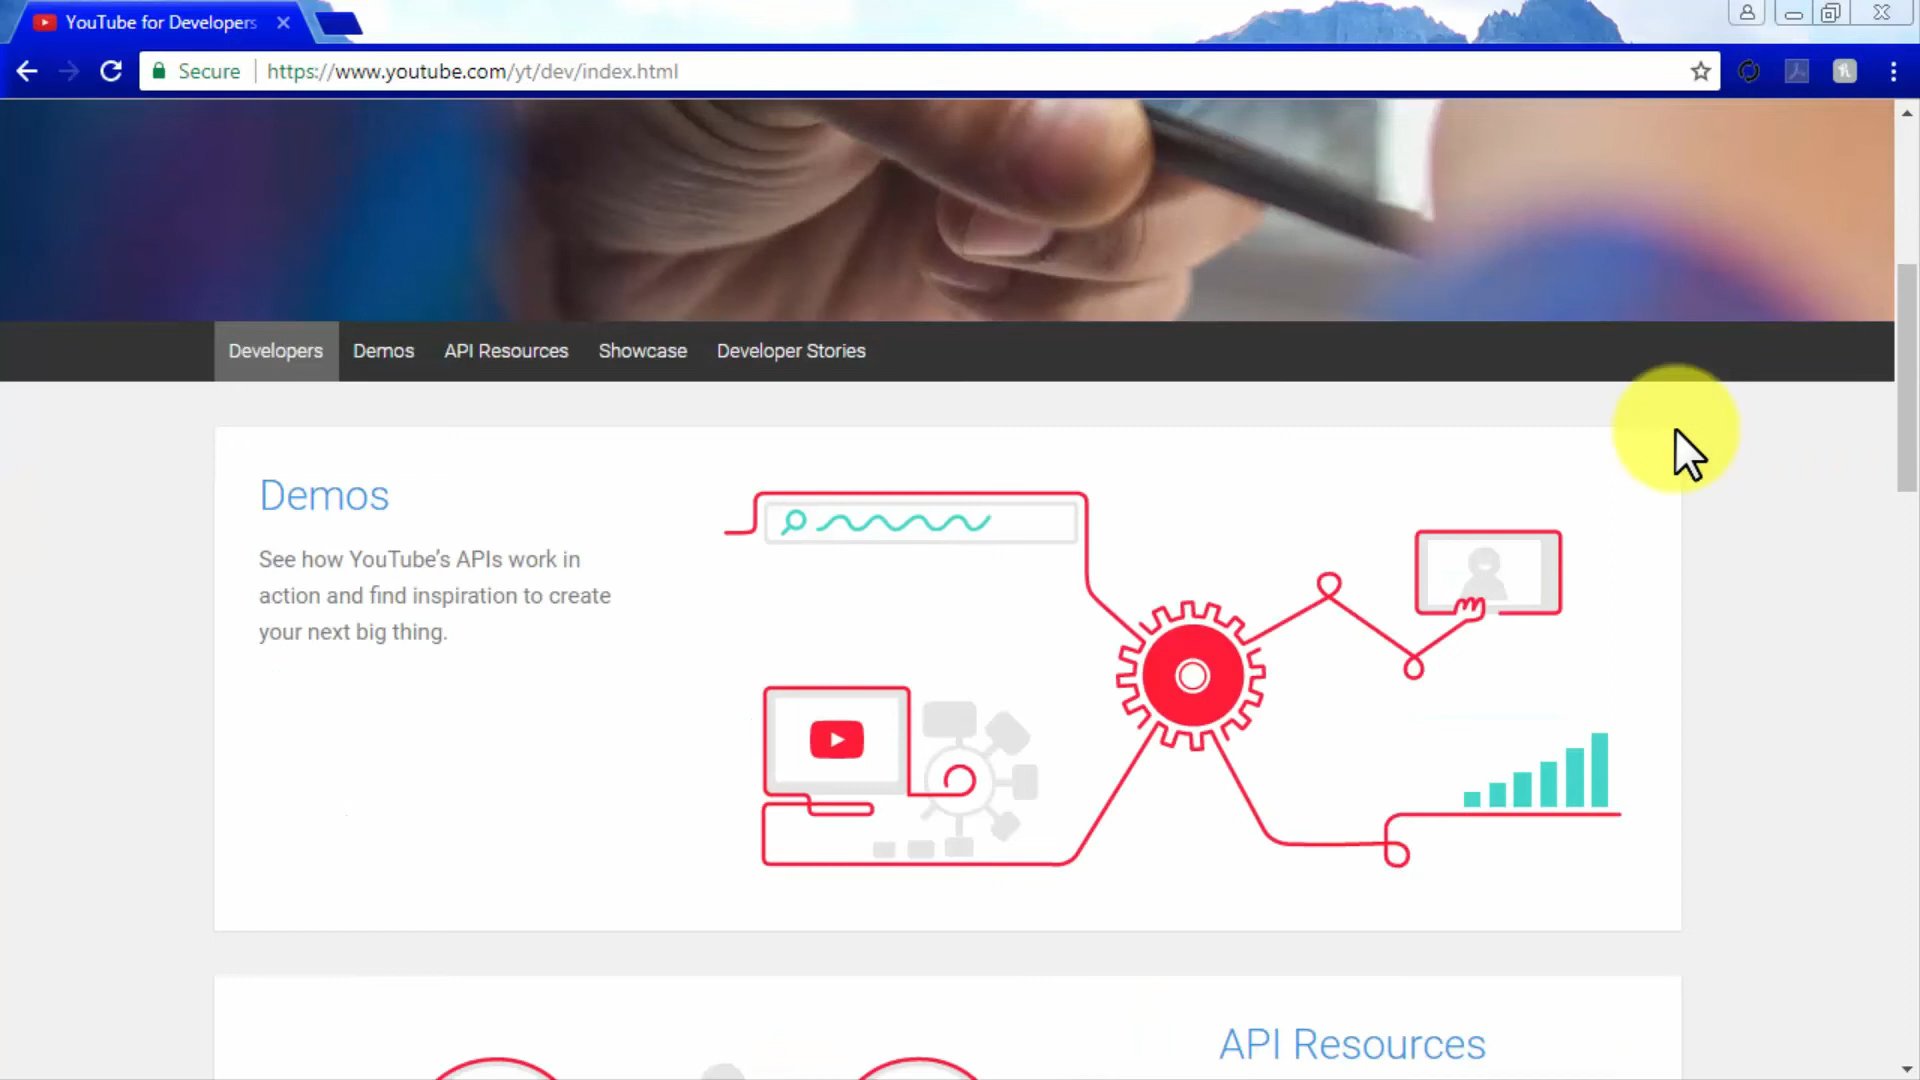 YouTube for Developers
Secure
https://www.youtube.com/yt/dev/index.html
Developers
Demos
API Resources
Showcase
Developer Stories
Demos
See how YouTube’s APIs work in
action and find inspiration to create
your next big thing.
API Resources